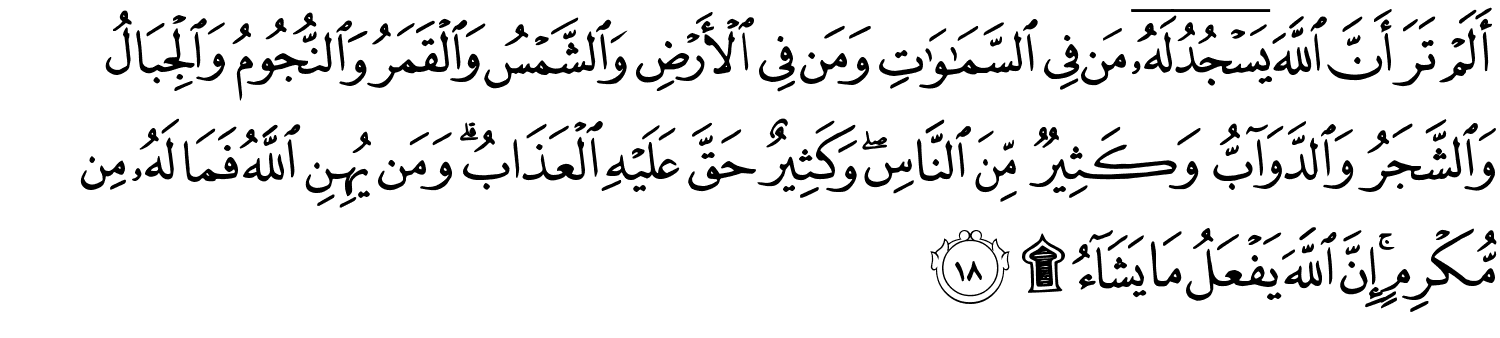 أَلَمْ تَرَ أَنَّ ٱللَّهَ يَسْجُدُ لَهُۥ مَن فِى ٱلسَّمَٰوَٰتِ وَمَن فِى ٱلْأَرْضِ وَٱلشَّمْسُ وَٱلْقَمَرُ وَٱلنُّجُومُ وَٱلْجِبَالُ
وَٱلشَّجَرُ وَٱلدَّوَآبُّ وَكَثِيرٌ مِّنَ ٱلنَّاسِ ۖ وَكَثِيرٌ حَقَّ عَلَيْهِ ٱلْعَذَابُ ۗ وَمَن يُهِنِ ٱللَّهُ فَمَا لَهُۥ مِن
مُّكْرِمٍ ۚ إِنَّ ٱللَّهَ يَفْعَلُ مَا يَشَآءُ ۩ ١٨